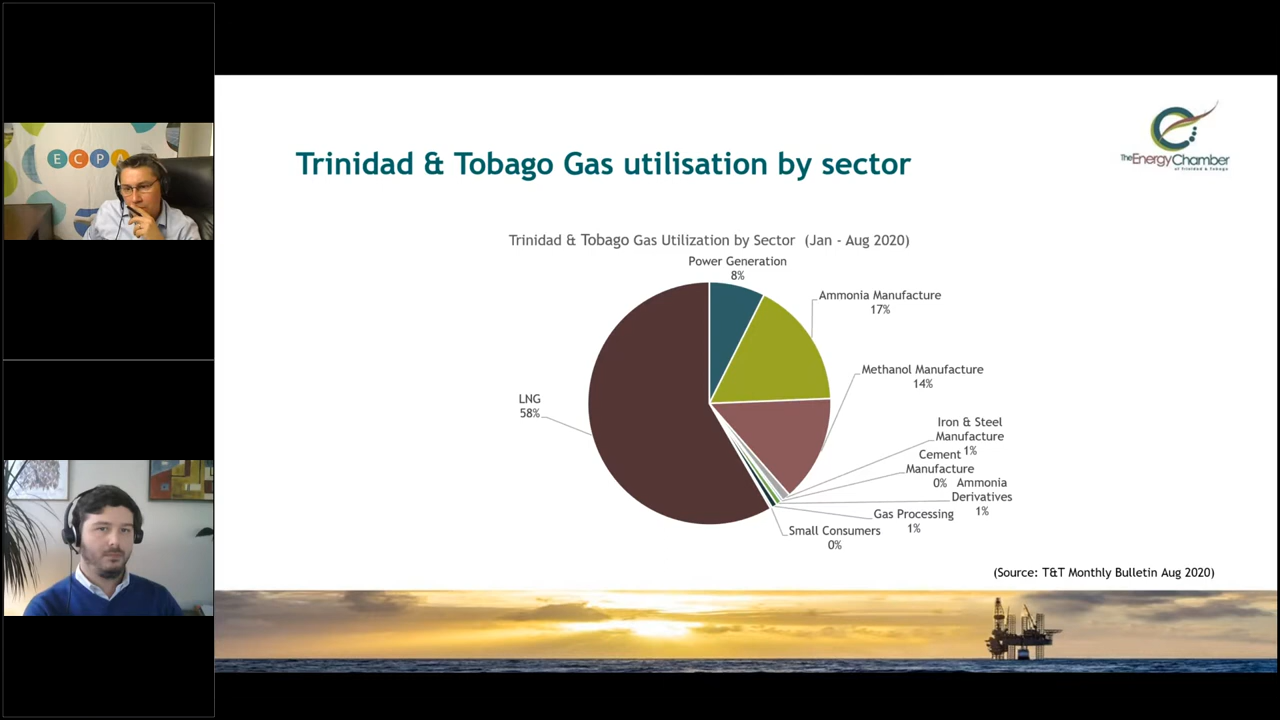 ECPA
Trinidad & Tobago Gas utilisation by sector
The EnergyChamber
of Trinidad & Tobago
Trinidad & Tobago Gas Utilization by Sector (Jan - Aug 2020)
Power Generation
8%
Ammonia Manufacture
17%
Methanol Manufacture
14%
LNG
58%
Iron & Steel
Manufacture
1%
Cement
Manufacture
0%
Ammonia
Derivatives
1%
Gas Processing
1%
Small Consumers
0%
(Source: T&T Monthly Bulletin Aug 2020)